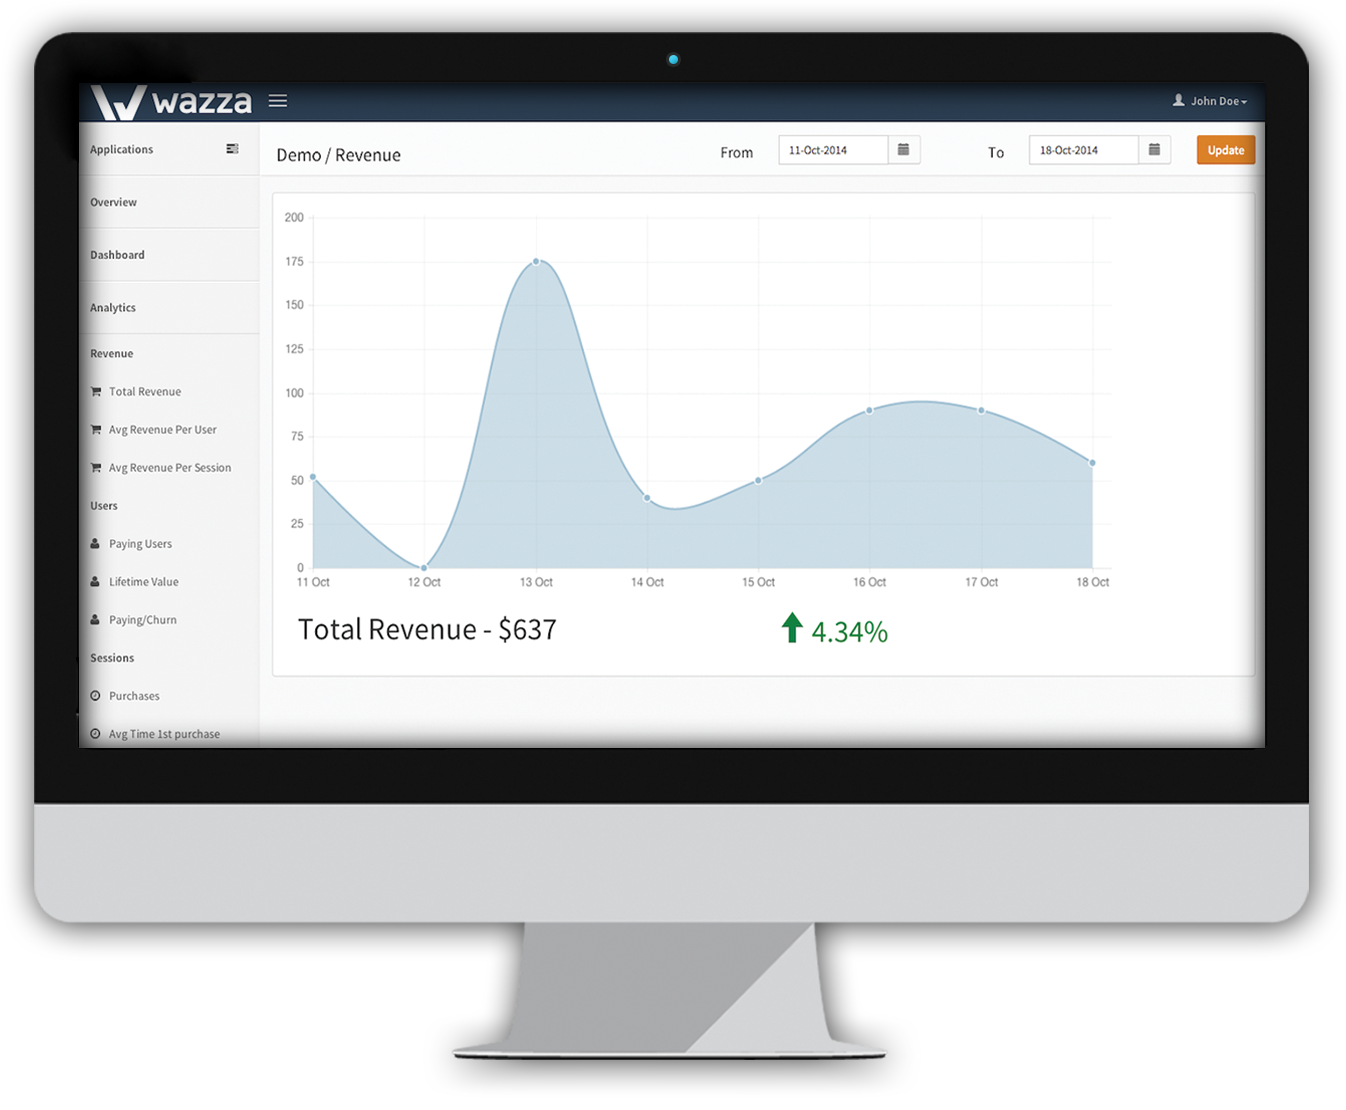 wazza
John Doe
Applications
Demo / Revenue
From
11-Oct-2014
To
18-Oct-2014
Update
Overview
Dashboard
Analytics
Revenue
Total Revenue
Avg Revenue Per User
Avg Revenue Per Session
Users
Paying Users
Lifetime Value
Paying/Churn
Sessions
Purchases
Avg Time 1st purchase
200
175
150
125
100
75
50
25
0
11 Oct 12 Oct 13 Oct 14 Oct 15 Oct 16 Oct 17 Oct 18 Oct
Total Revenue - $637
4.34%